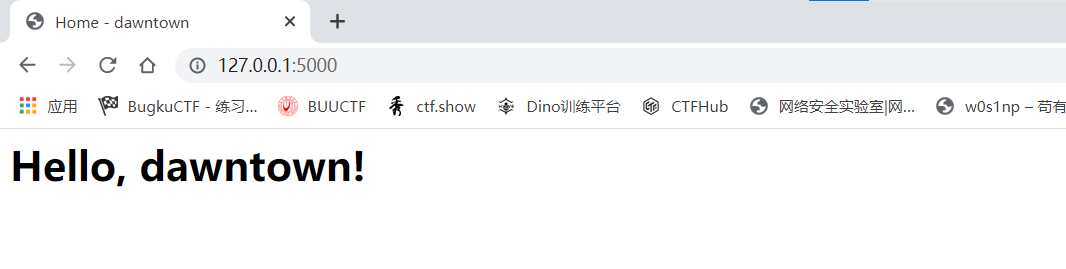 Home - dawntown
127.0.0.1:5000
应用 BugkuCTF - 练习... BUUCTF ctf.show Dino训练平台 CTFHub 网络安全实验室|网... w0s1np – 苟有
Hello, dawntown!